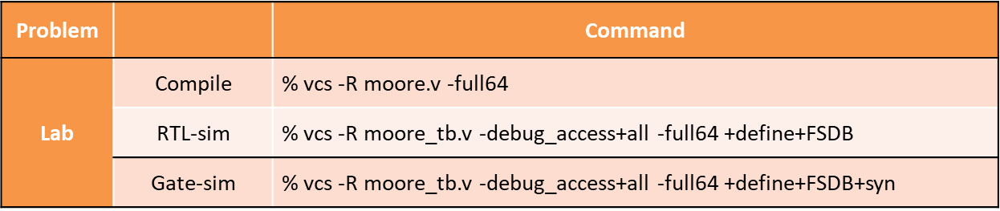 Problem Command
Compile % vcs -R moore.v -full64
Lab RTL-sim % vcs -R moore_tb.v -debug_access+all -full64 +define+FSDB
Gate-sim % vcs -R moore_tb.v -debug_access+all -full64 +define+FSDB+syn